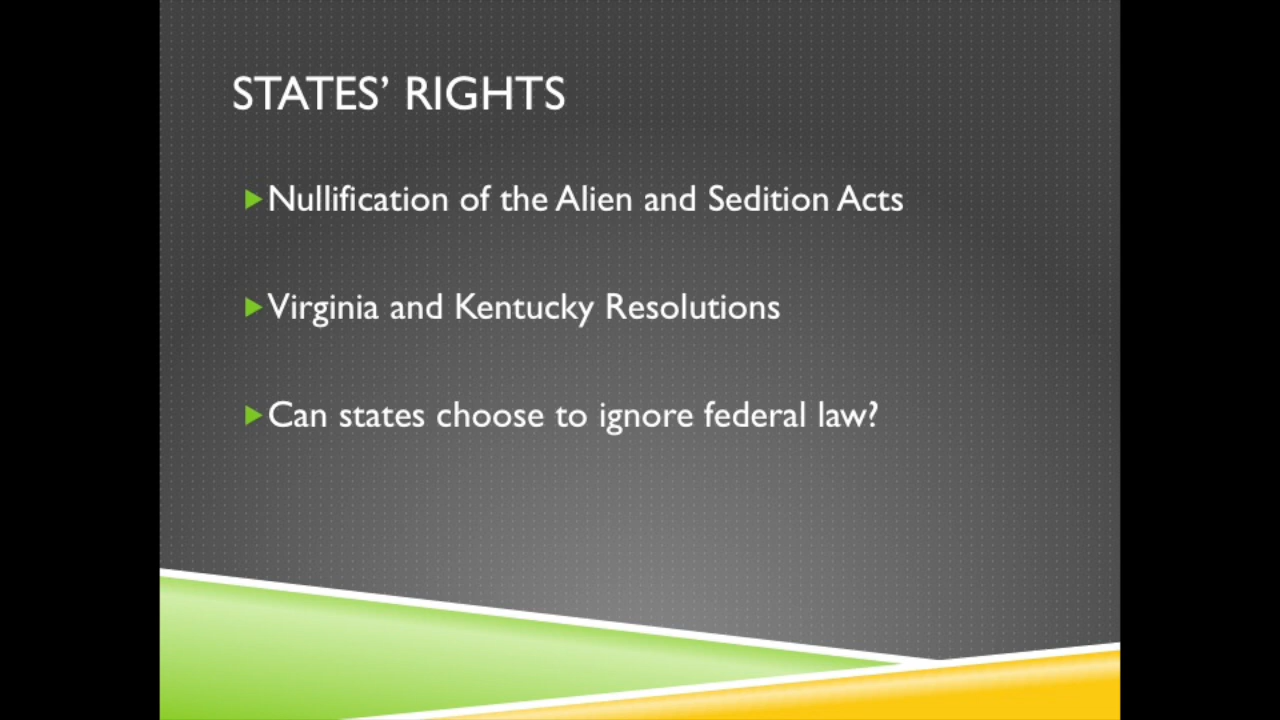 STATES’ RIGHTS
Nullification of the Alien and Sedition Acts
Virginia and Kentucky Resolutions
Can states choose to ignore federal law?